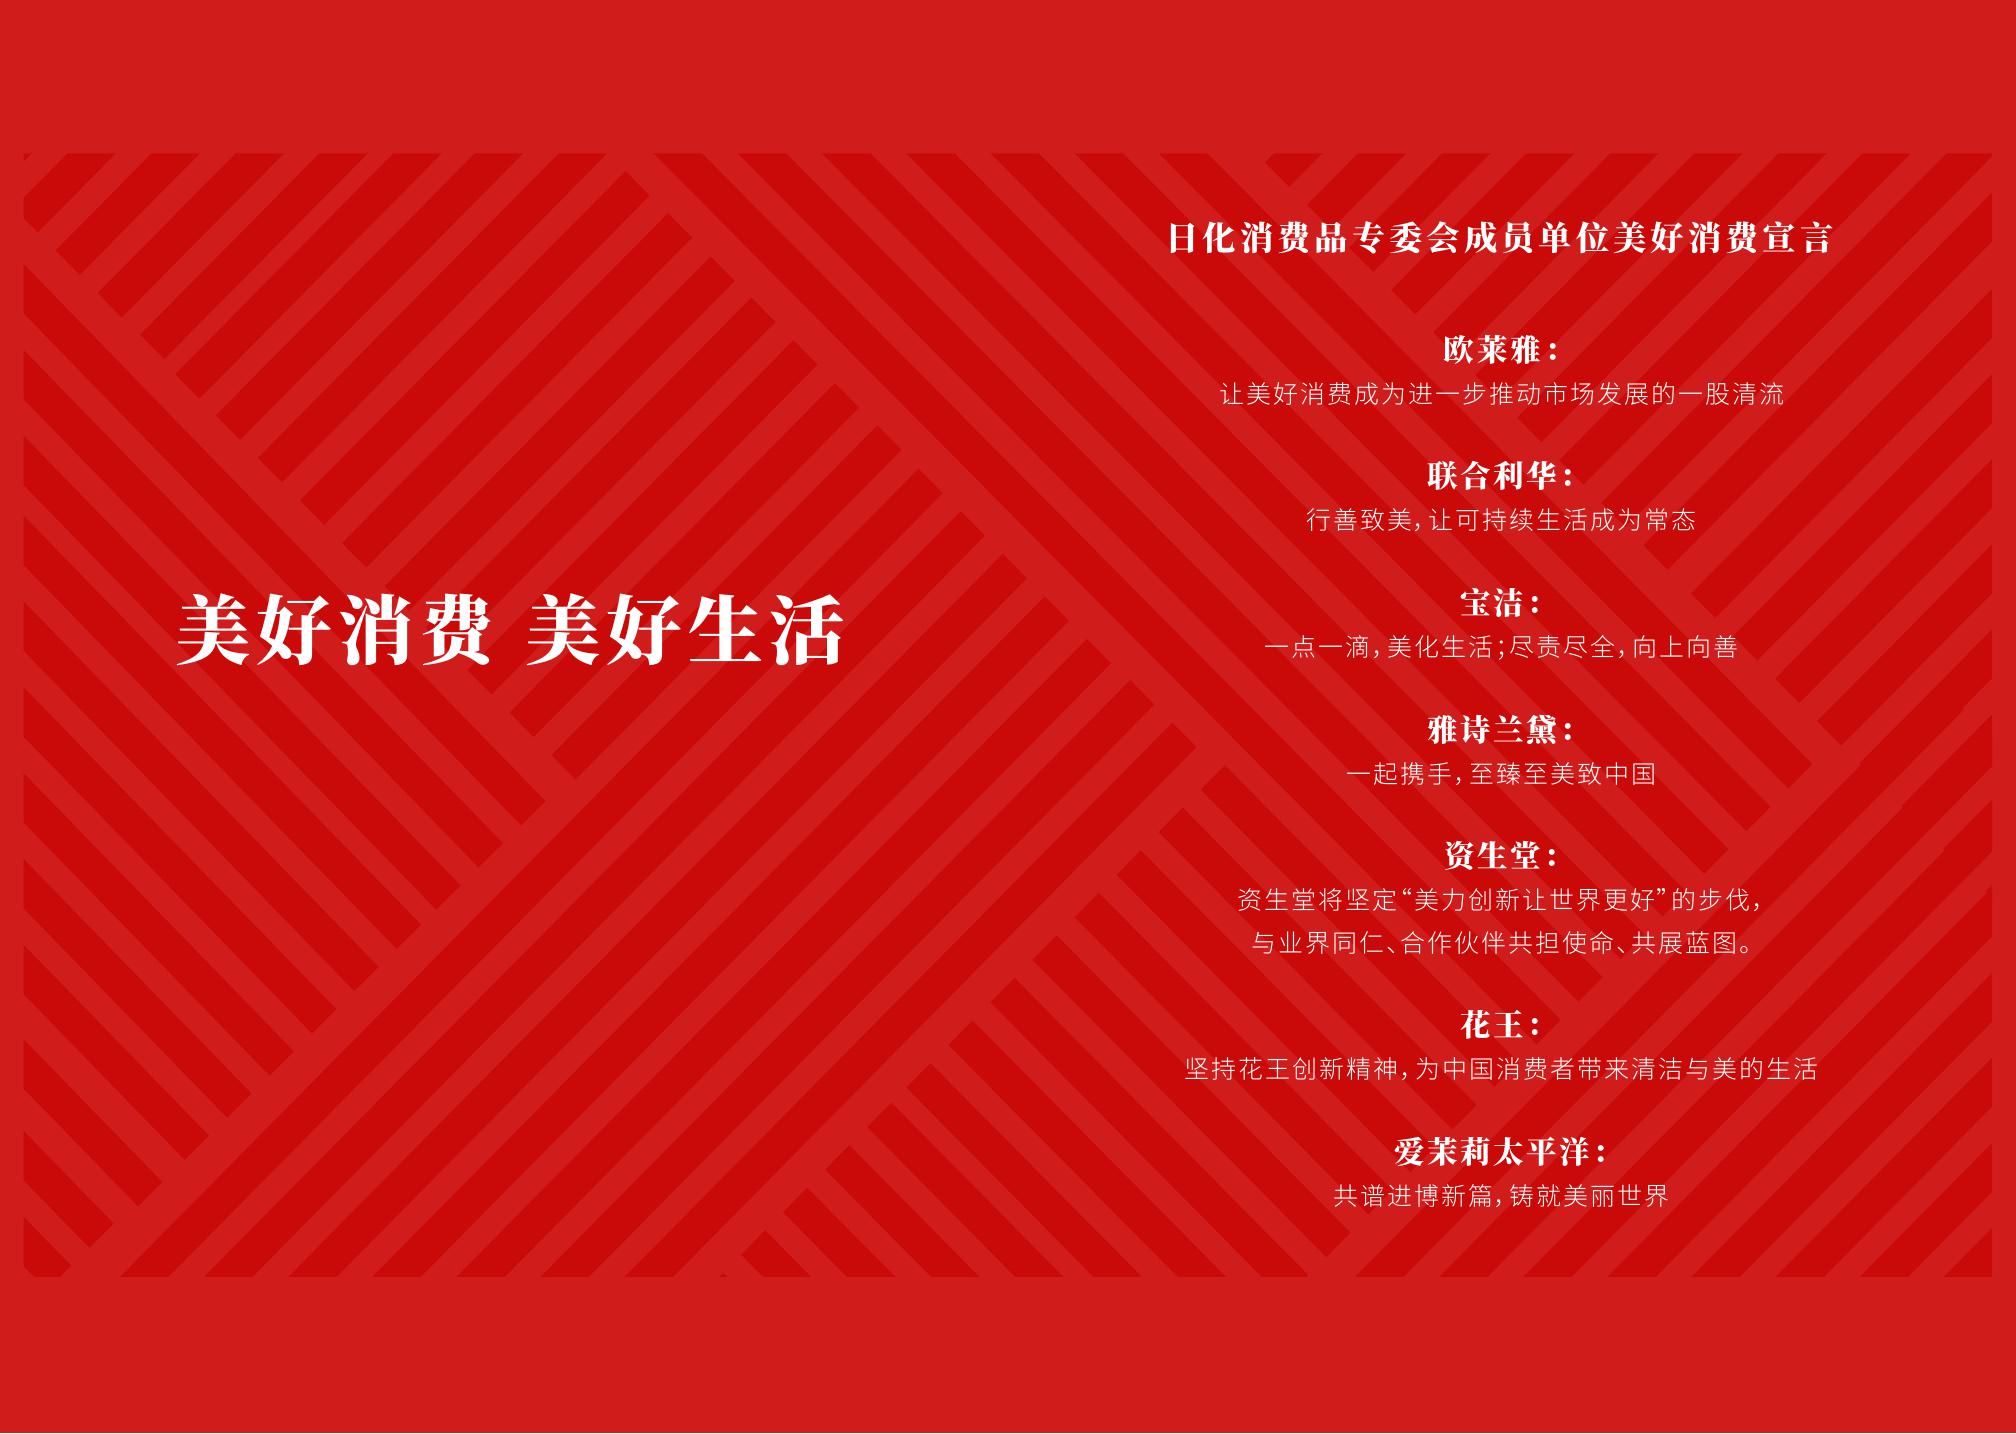 美好消费 美好生活
日化消费品专委会成员单位美好消费宣言
欧莱雅：
让美好消费成为进一步推动市场发展的一股清流
联合利华：
行善致美，让可持续生活成为常态
宝洁：
一点一滴，美化生活；尽责尽全，向上向善
雅诗兰黛：
一起携手，至臻至美致中国
资生堂：
资生堂将坚定“美力创新让世界更好”的步伐，
与业界同仁、合作伙伴共担使命、共展蓝图。
花王：
坚持花王创新精神，为中国消费者带来清洁与美的生活
爱茉莉太平洋：
共谱进博新篇，铸就美丽世界